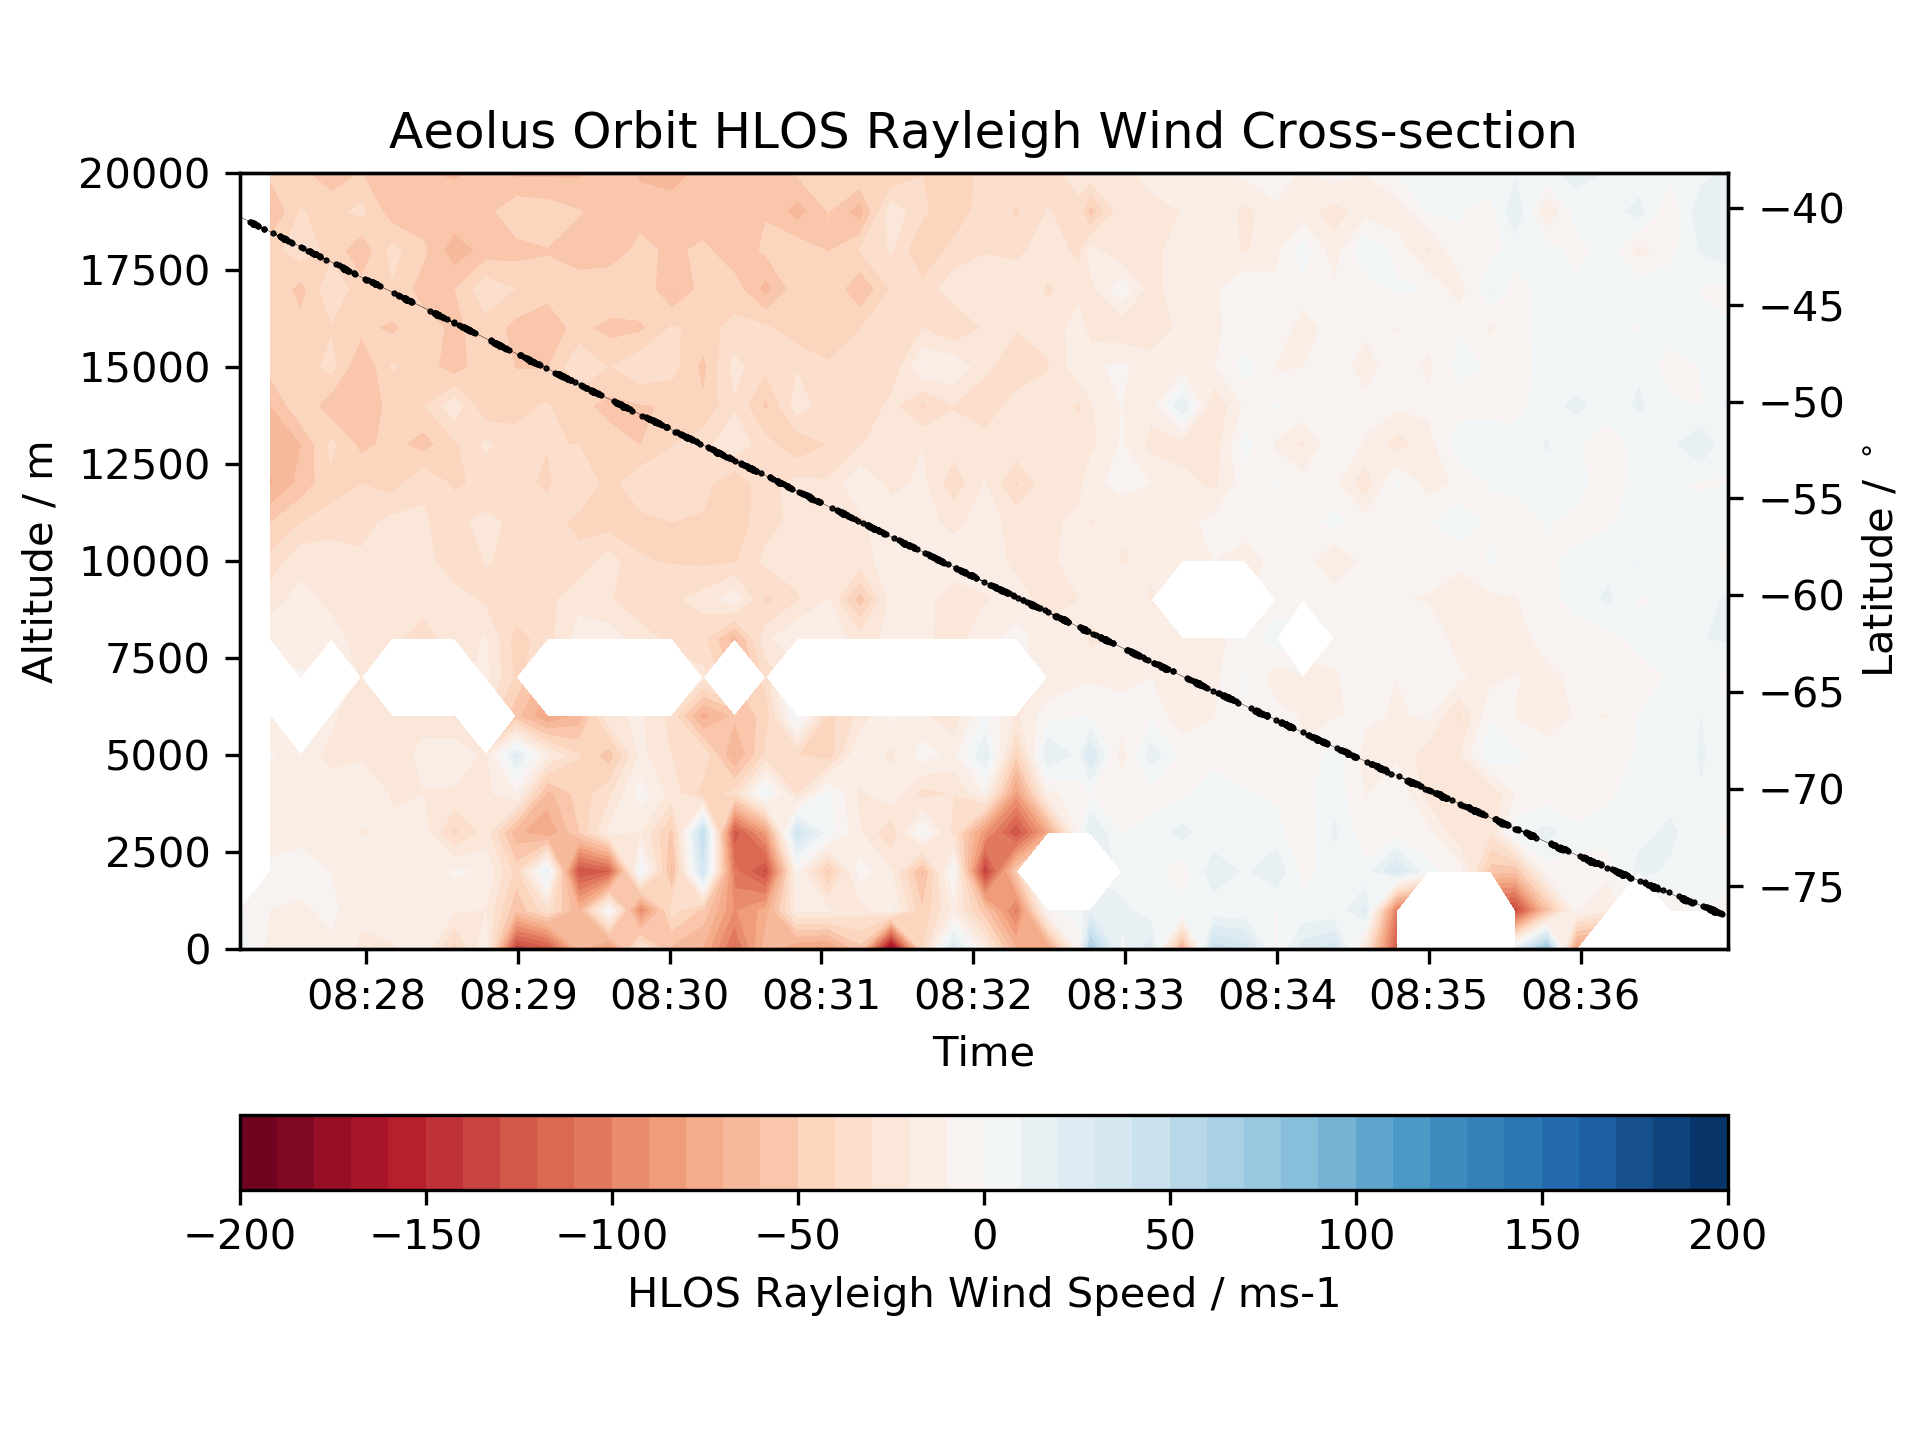 Aeolus Orbit HLOS Rayleigh Wind Cross-section
20000
17500
15000
12500
10000
7500
5000
2500
0
Altitude / m
−40
−45
−50
−55
−60
−65
−70
−75
Latitude / °
08:28 08:29 08:30 08:31 08:32 08:33 08:34 08:35 08:36
Time
−200 −150 −100 −50 0 50 100 150 200
HLOS Rayleigh Wind Speed / ms-1